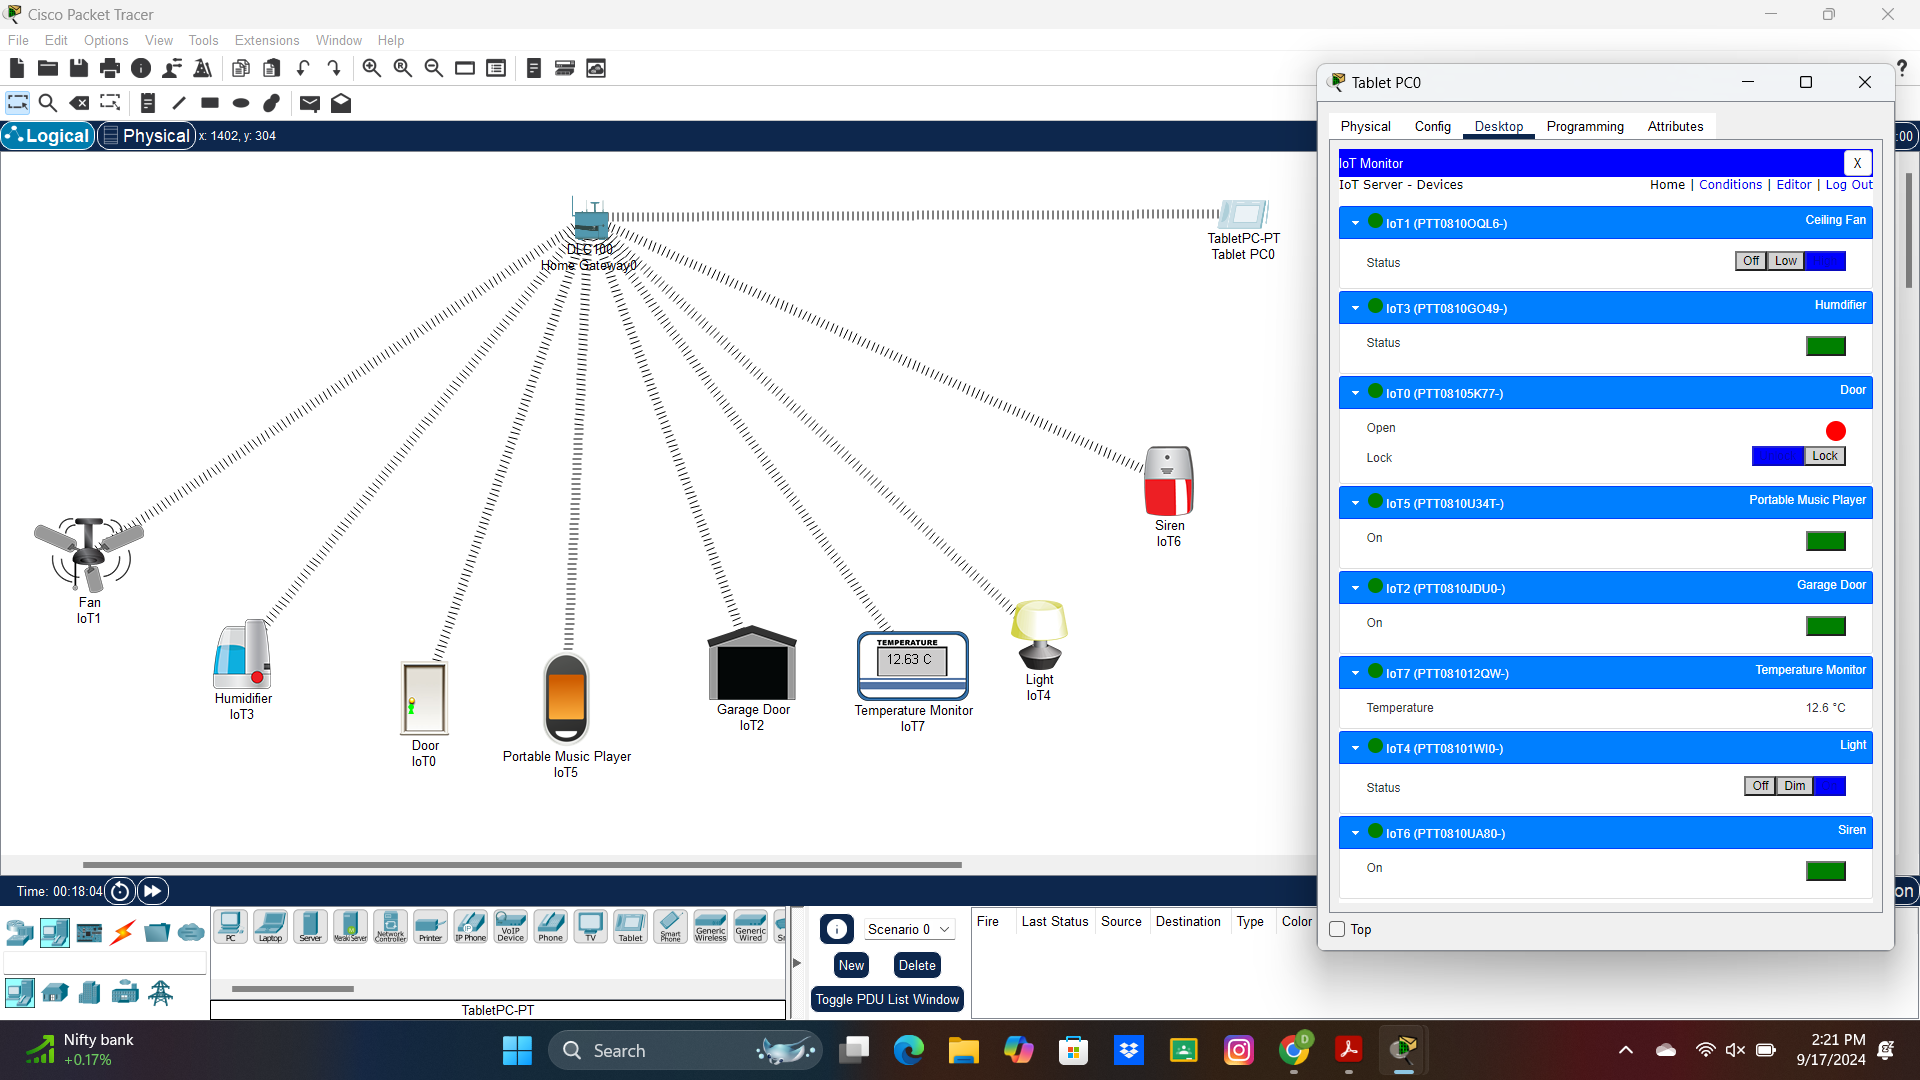 Cisco Packet Tracer
File Edit Options View Tools Extensions Window Help
Logical Physical x: 1402, y: 304
DLC100
Home Gateway0
TabletPC-PT
Tablet PC0
Fan
IoT1
Humidifier
IoT3
Door
IoT0
Portable Music Player
IoT5
Garage Door
IoT2
TEMPERATURE
12.63 C
Temperature Monitor
IoT7
Light
IoT4
Siren
IoT6
Tablet PC0
Physical Config Desktop Programming Attributes
IoT Monitor X
IoT Server - Devices Home | Conditions | Editor | Log Out
IoT1 (PTT0810OQL6-) Ceiling Fan
Status Off Low
IoT3 (PTT0810GO49-) Humdifier
Status
IoT0 (PTT08105K77-) Door
Open
Lock Lock
IoT5 (PTT0810U34T-) Portable Music Player
On
IoT2 (PTT0810JDU0-) Garage Door
On
IoT7 (PTT081012QW-) Temperature Monitor
Temperature 12.6 °C
IoT4 (PTT08101WI0-) Light
Status Off Dim
IoT6 (PTT0810UA80-) Siren
On
Top
:00
?
Time: 00:18:04
on
PC Laptop Server Meraki Server Network Controller Printer IP Phone VoIP Device Phone TV Tablet Smart Phone Generic Wireless Generic Wired
TabletPC-PT
Scenario 0
New Delete
Toggle PDU List Window
Fire Last Status Source Destination Type Color
Nifty bank
+0.17%
Search
D
2:21 PM
9/17/2024